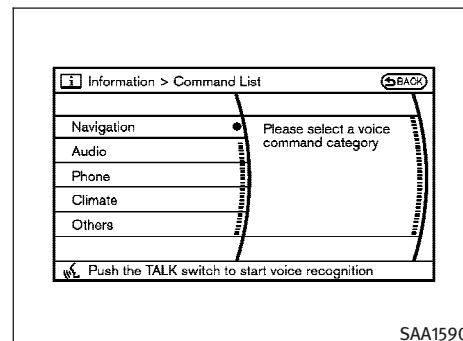 i Information > Command List BACK
Navigation
Please select a voice
command category
Audio
Phone
Climate
Others
Push the TALK switch to start voice recognition
SAA1590